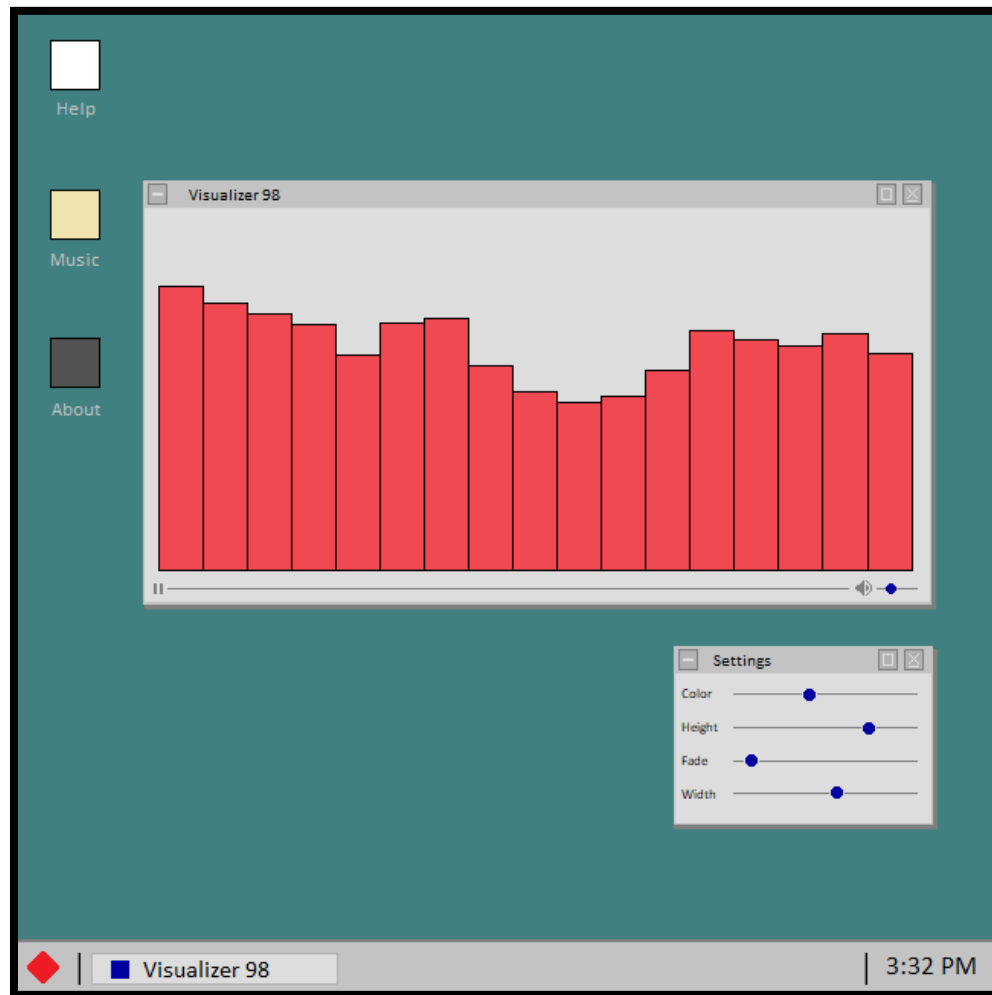 Help
Visualizer 98
Music
About
Settings
Color
Height
Fade
Width
Visualizer 98
3:32 PM